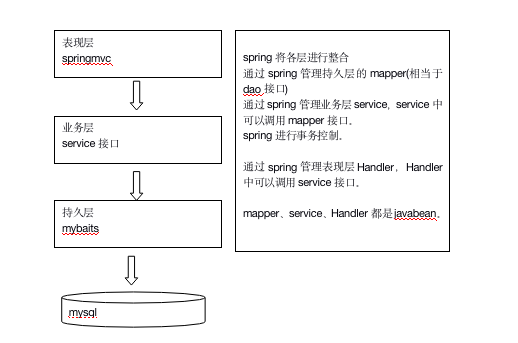 表现层
springmvc
业务层
service 接口
持久层
mybaits
mysql
spring 将各层进行整合
通过 spring 管理持久层的 mapper(相当于
dao 接口)
通过 spring 管理业务层 service，service 中
可以调用 mapper 接口。
spring 进行事务控制。
通过 spring 管理表现层 Handler， Handler
中可以调用 service 接口。
mapper、service、Handler 都是 javabean。